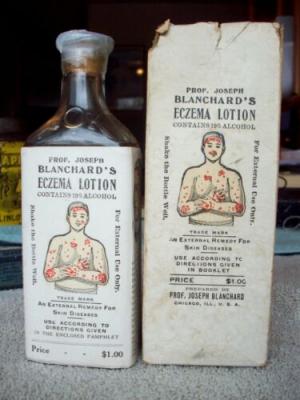 PROF. JOSEPH
BLANCHARD'S
ECZEMA LOTION
CONTAINS 19% ALCOHOL
Shake the Bottle Well.
For External Use Only.
TRADE MARK
AN EXTERNAL REMEDY FOR
SKIN DISEASES
USE ACCORDING TO
DIRECTIONS GIVEN
IN THE ENCLOSED PAMPHLET
Price $1.00
PROF. JOSEPH
BLANCHARD'S
ECZEMA LOTION
CONTAINS 19% ALCOHOL
Shake the Bottle Well.
For External Use Only.
TRADE MARK
AN EXTERNAL REMEDY FOR
SKIN DISEASES
USE ACCORDING TO
DIRECTIONS GIVEN
IN BOOKLET
PRICE $1.00
PREPARED BY
PROF. JOSEPH BLANCHARD
CHICAGO, ILL., U.S.A.